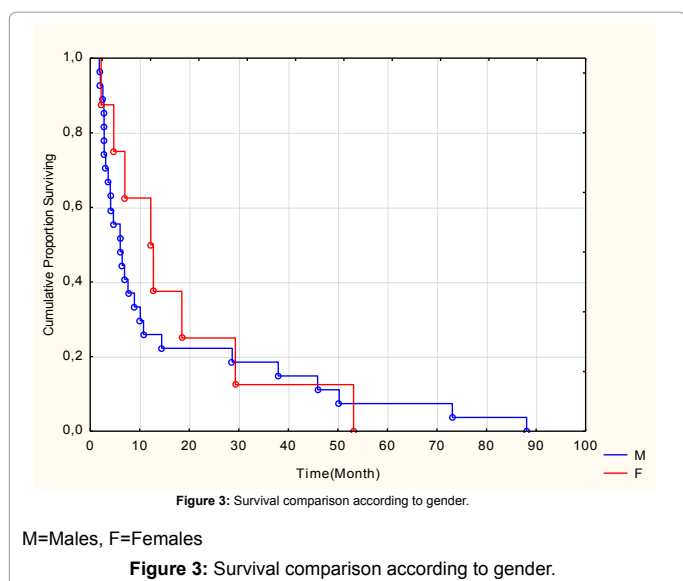 1,0
0,8
0,6
0,4
0,2
0,0
Cumulative Proportion Surviving
0 10 20 30 40 50 60 70 80 90 100
Time(Month)
M
F
Figure 3: Survival comparison according to gender.
M=Males, F=Females
Figure 3: Survival comparison according to gender.